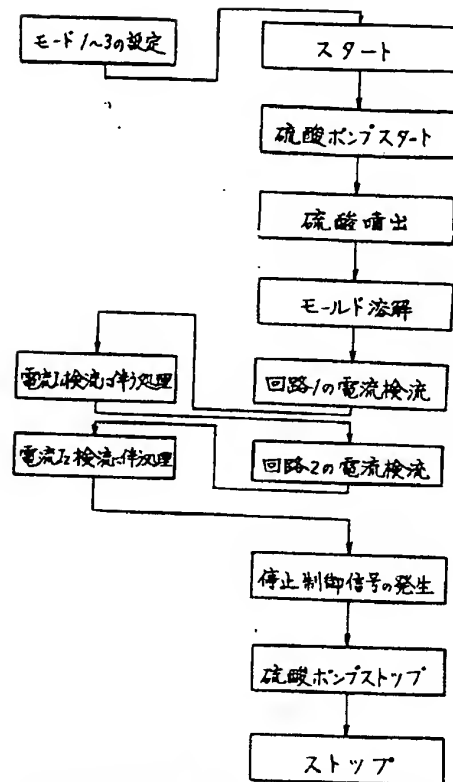 モード1~3の設定
スタート
硫酸ポンプスタート
硫酸噴出
モールド溶解
回路1の電流検流
電流I1検流に伴う処理
回路2の電流検流
電流I2検流に伴う処理
停止制御信号の発生
硫酸ポンプストップ
ストップ